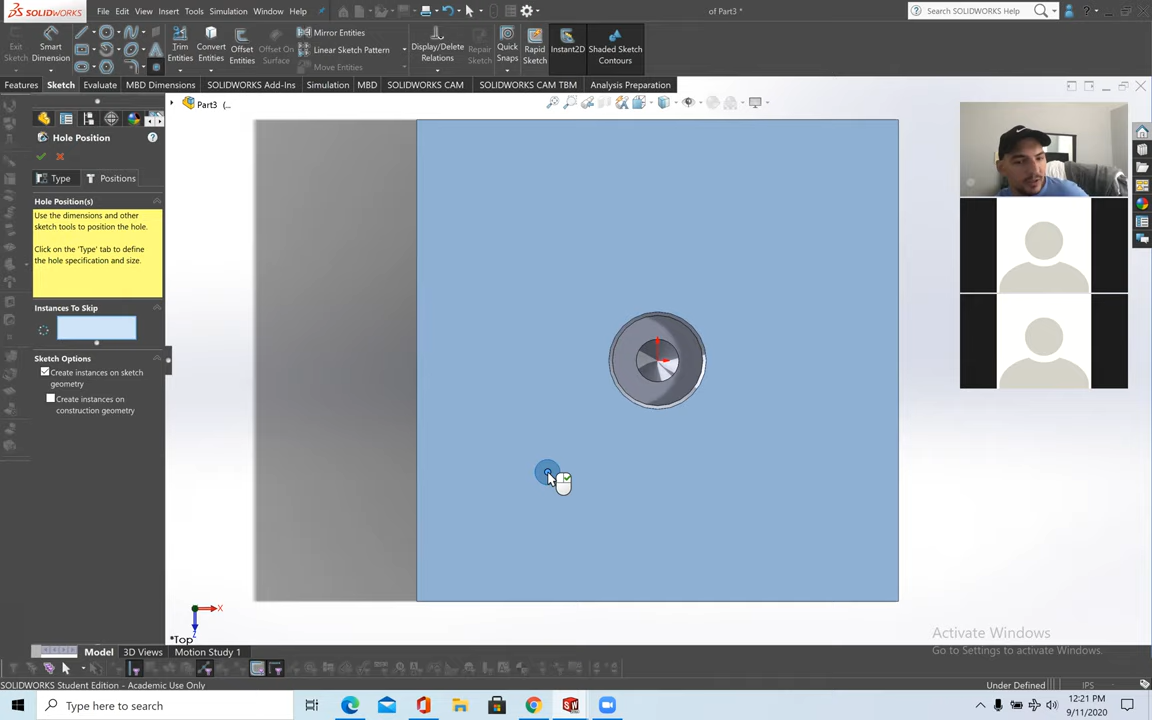 SOLIDWORKS File Edit View Insert Tools Simulation Window Help of Part3 * Search SOLIDWORKS Help
Exit Sketch Smart Dimension Trim Entities Convert Entities Offset Entities Offset On Surface Mirror Entities Linear Sketch Pattern Move Entities Display/Delete Relations Repair Sketch Quick Snaps Rapid Sketch Instant2D Shaded Sketch Contours
Features Sketch Evaluate MBD Dimensions SOLIDWORKS Add-Ins Simulation MBD SOLIDWORKS CAM SOLIDWORKS CAM TBM Analysis Preparation
Part3 (...
Hole Position
Type Positions
Hole Position(s)
Use the dimensions and other
sketch tools to position the hole.
Click on the 'Type' tab to define
the hole specification and size.
Instances To Skip
Sketch Options
Create instances on sketch
geometry
Create instances on
construction geometry
X
Z
*Top
Activate Windows
Go to Settings to activate Windows.
Model 3D Views Motion Study 1
SOLIDWORKS Student Edition - Academic Use Only Under Defined IPS
Type here to search
12:21 PM
9/11/2020